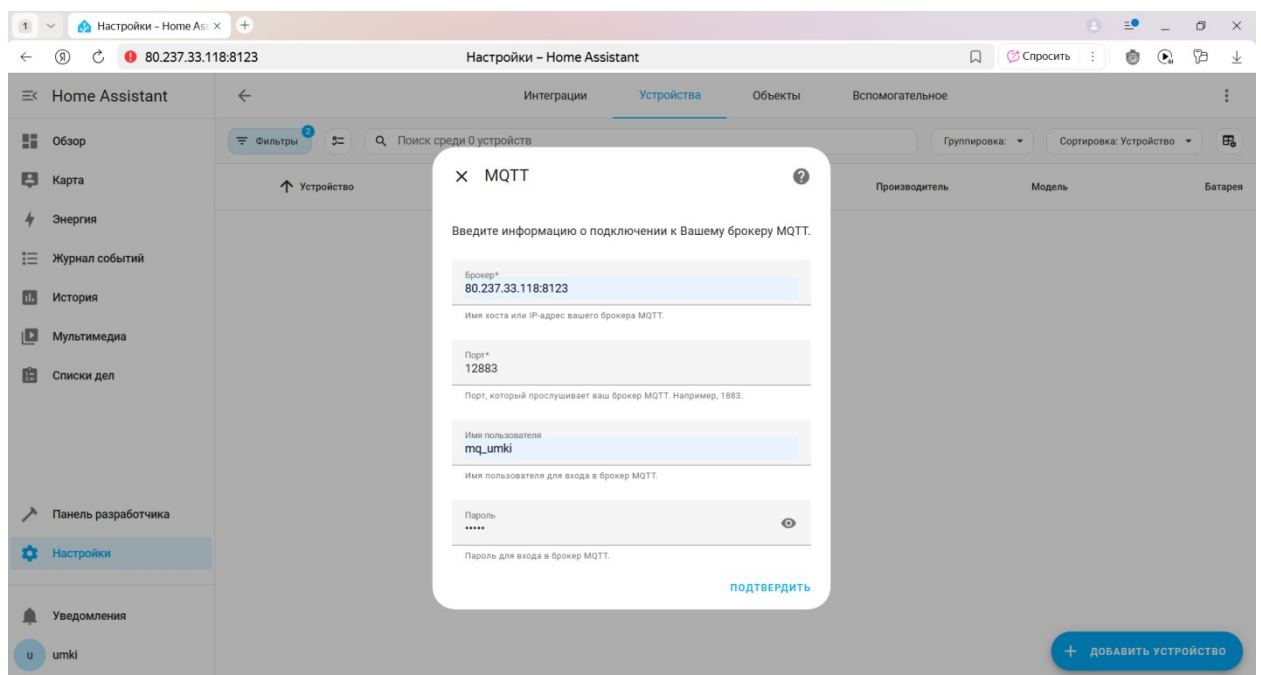 1
Настройки – Home Ass
80.237.33.118:8123
Настройки – Home Assistant
Спросить
Home Assistant
Интеграции
Устройства
Объекты
Вспомогательное
Обзор
Карта
Энергия
Журнал событий
История
Мультимедиа
Списки дел
Панель разработчика
Настройки
Уведомления
u
umki
Фильтры
2
Поиск среди 0 устройств
Группировка:
Сортировка: Устройство
Устройство
Производитель
Модель
Батарея
MQTT
Введите информацию о подключении к Вашему брокеру MQTT.
Брокер*
80.237.33.118:8123
Имя хоста или IP-адрес вашего брокера MQTT.
Порт*
12883
Порт, который прослушивает ваш брокер MQTT. Например, 1883.
Имя пользователя
mq_umki
Имя пользователя для входа в брокер MQTT.
Пароль
•••••
Пароль для входа в брокер MQTT.
ПОДТВЕРДИТЬ
ДОБАВИТЬ УСТРОЙСТВО